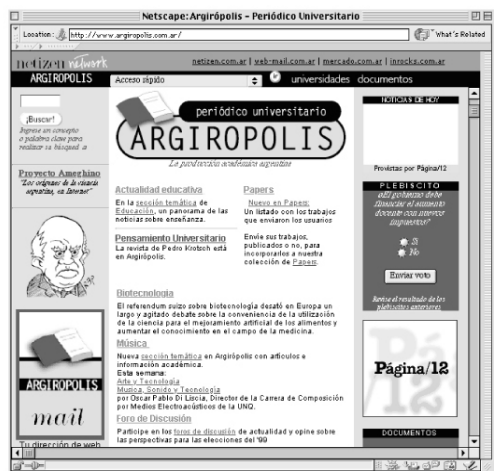 Netscape: Argirópolis – Periódico Universitario
Location: http://www.argiropolis.com.ar/
What's Related
netizen network
netizen.com.ar | web-mail.com.ar | mercado.com.ar | inrocks.com.ar
ARGIROPOLIS
Acceso rápido
universidades documentos
¡Buscar!
Ingrese un concepto
o palabra clave para
realizar su búsqueda
Proyecto Ameghino
"Los orígenes de la ciencia
argentina, en Internet"
ARGIROPOLIS
mail
Tu dirección de web
periódico universitario
ARGIROPOLIS
La producción académica argentina
Actualidad educativa
En la sección temática de
Educación, un panorama de las
noticias sobre enseñanza.
Pensamiento Universitario
La revista de Pedro Krotsch está
en Argirópolis.
Papers
Nuevo en Papers:
Un listado con los trabajos
que enviaron los usuarios
Envíe sus trabajos,
publicados o no, para
incorporarlos a nuestra
colección de Papers.
Biotecnología
El referendum suizo sobre biotecnología desató en Europa un
largo y agitado debate sobre la conveniencia de la utilización
de la ciencia para el mejoramiento artificial de los alimentos y
aumentar el conocimiento en el campo de la medicina.
Música
Nueva sección temática en Argirópolis con artículos e
información académica.
Esta semana:
Arte y Tecnología
Musica, Sonido y Tecnología
por Oscar Pablo Di Liscia, Director de la Carrera de Composición
por Medios Electroacústicos de la UNQ.
Foro de Discusión
Participe en los foros de discusión de actualidad y opine sobre
las perspectivas para las elecciones del '99
NOTICIAS DE HOY
Provistas por Página/12
PLEBISCITO
¿El gobierno debe
financiar el aumento
docente con nuevos
impuestos?
Sí
No
Enviar voto
Revise el resultado de los
plebiscitos anteriores
Página/12
DOCUMENTOS